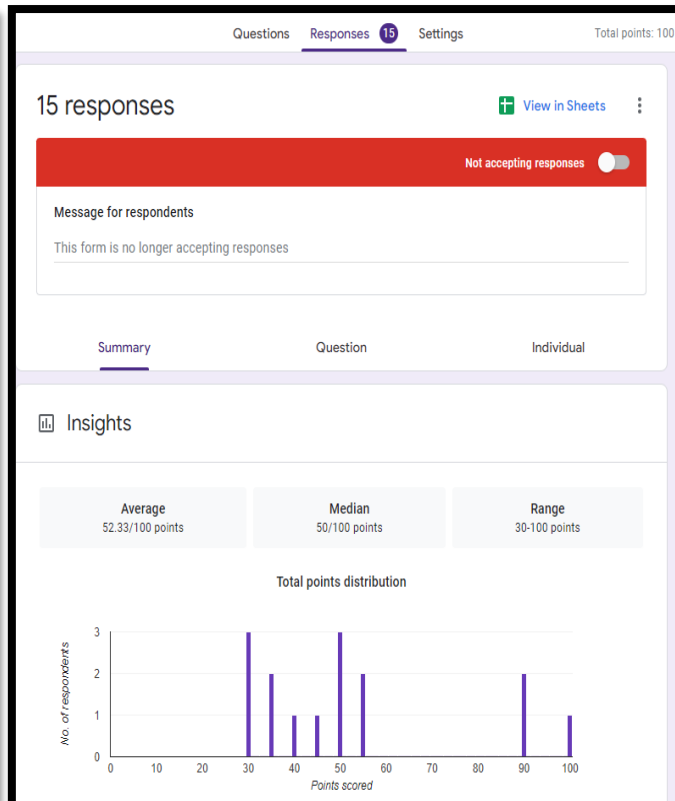 Questions Responses 15 Settings Total points: 100
15 responses View in Sheets
Not accepting responses
Message for respondents
This form is no longer accepting responses
Summary Question Individual
Insights
Average Median Range
52.33/100 points 50/100 points 30-100 points
Total points distribution
No. of respondents
3
2
1
0
0 10 20 30 40 50 60 70 80 90 100
Points scored